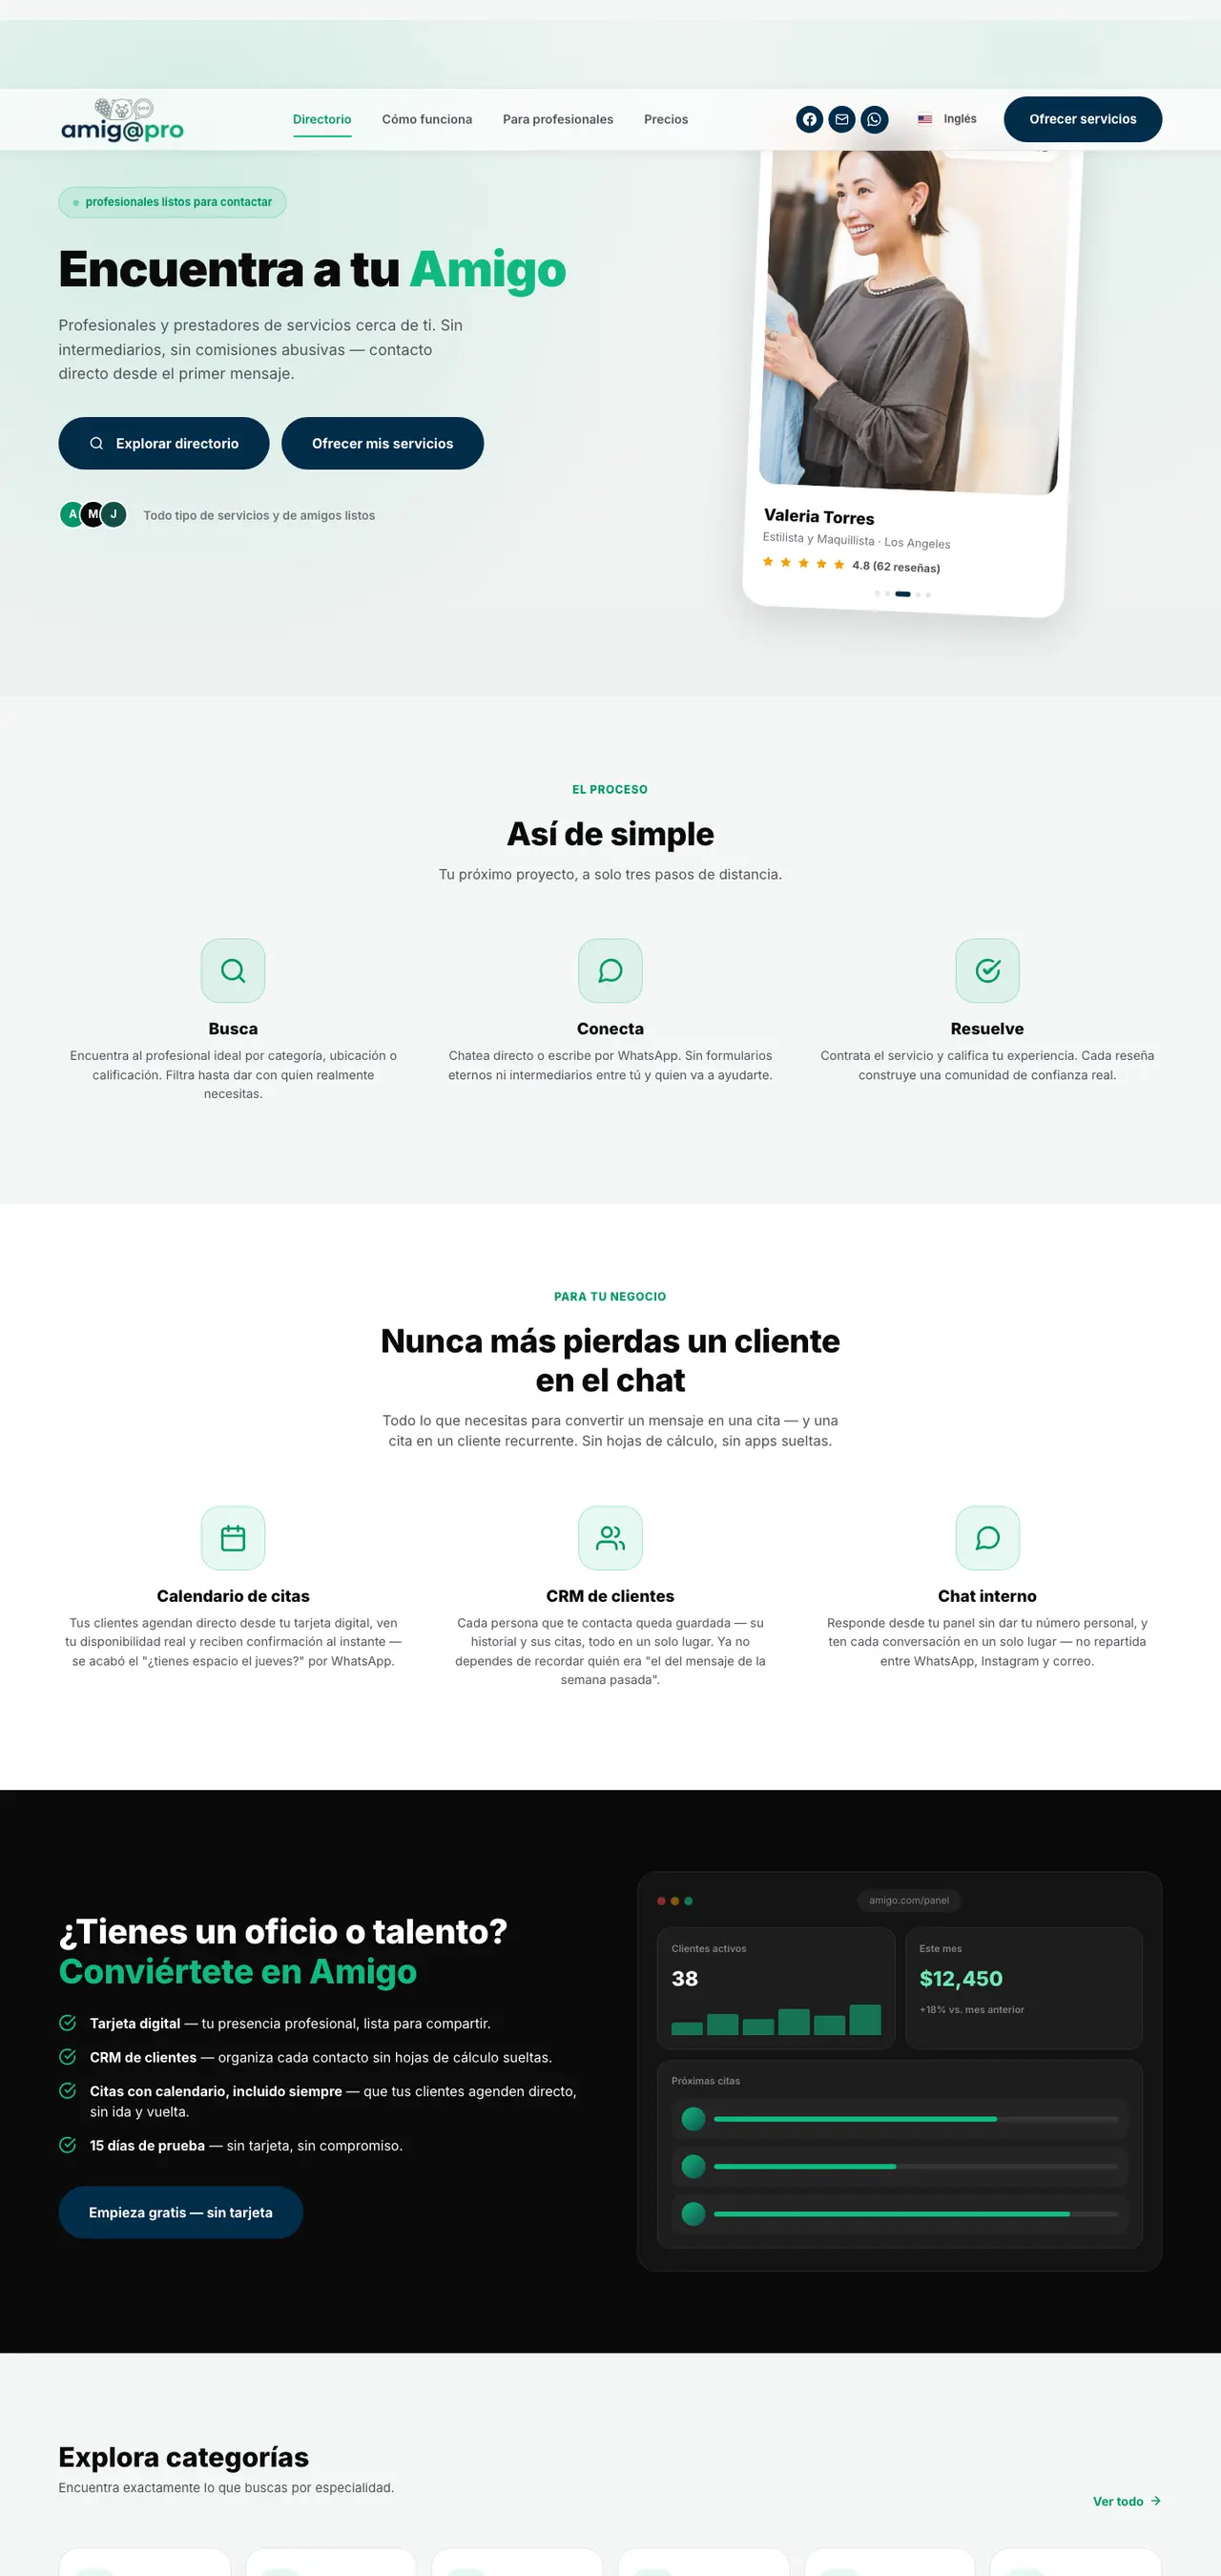 amig@pro
Directorio
Cómo funciona
Para profesionales
Precios
Inglés
Ofrecer servicios
profesionales listos para contactar
Encuentra a tu Amigo
Profesionales y prestadores de servicios cerca de ti. Sin
intermediarios, sin comisiones abusivas — contacto
directo desde el primer mensaje.
Explorar directorio
Ofrecer mis servicios
A M J
Todo tipo de servicios y de amigos listos
Valeria Torres
Estilista y Maquillista · Los Angeles
4.8 (62 reseñas)
EL PROCESO
Así de simple
Tu próximo proyecto, a solo tres pasos de distancia.
Busca
Encuentra al profesional ideal por categoría, ubicación o
calificación. Filtra hasta dar con quien realmente
necesitas.
Conecta
Chatea directo o escribe por WhatsApp. Sin formularios
eternos ni intermediarios entre tú y quien va a ayudarte.
Resuelve
Contrata el servicio y califica tu experiencia. Cada reseña
construye una comunidad de confianza real.
PARA TU NEGOCIO
Nunca más pierdas un cliente
en el chat
Todo lo que necesitas para convertir un mensaje en una cita — y una
cita en un cliente recurrente. Sin hojas de cálculo, sin apps sueltas.
Calendario de citas
Tus clientes agendan directo desde tu tarjeta digital, ven
tu disponibilidad real y reciben confirmación al instante —
se acabó el "¿tienes espacio el jueves?" por WhatsApp.
CRM de clientes
Cada persona que te contacta queda guardada — su
historial y sus citas, todo en un solo lugar. Ya no
dependes de recordar quién era "el del mensaje de la
semana pasada".
Chat interno
Responde desde tu panel sin dar tu número personal, y
ten cada conversación en un solo lugar — no repartida
entre WhatsApp, Instagram y correo.
¿Tienes un oficio o talento?
Conviértete en Amigo
Tarjeta digital — tu presencia profesional, lista para compartir.
CRM de clientes — organiza cada contacto sin hojas de cálculo sueltas.
Citas con calendario, incluido siempre — que tus clientes agenden directo,
sin ida y vuelta.
15 días de prueba — sin tarjeta, sin compromiso.
Empieza gratis — sin tarjeta
amigo.com/panel
Clientes activos
38
Este mes
$12,450
+18% vs. mes anterior
Próximas citas
Explora categorías
Encuentra exactamente lo que buscas por especialidad.
Ver todo